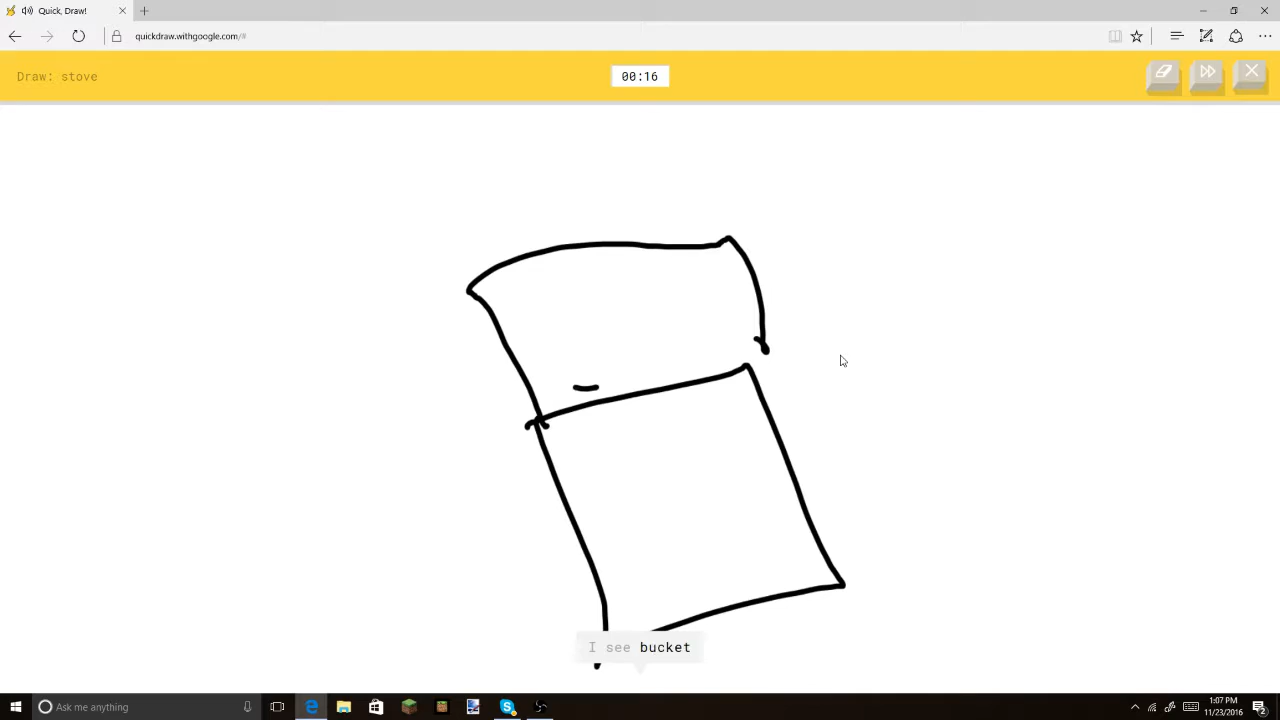 Quick, Draw!
quickdraw.withgoogle.com/#
Draw: stove
00:16
I see bucket
Ask me anything
1:07 PM
11/23/2016
2